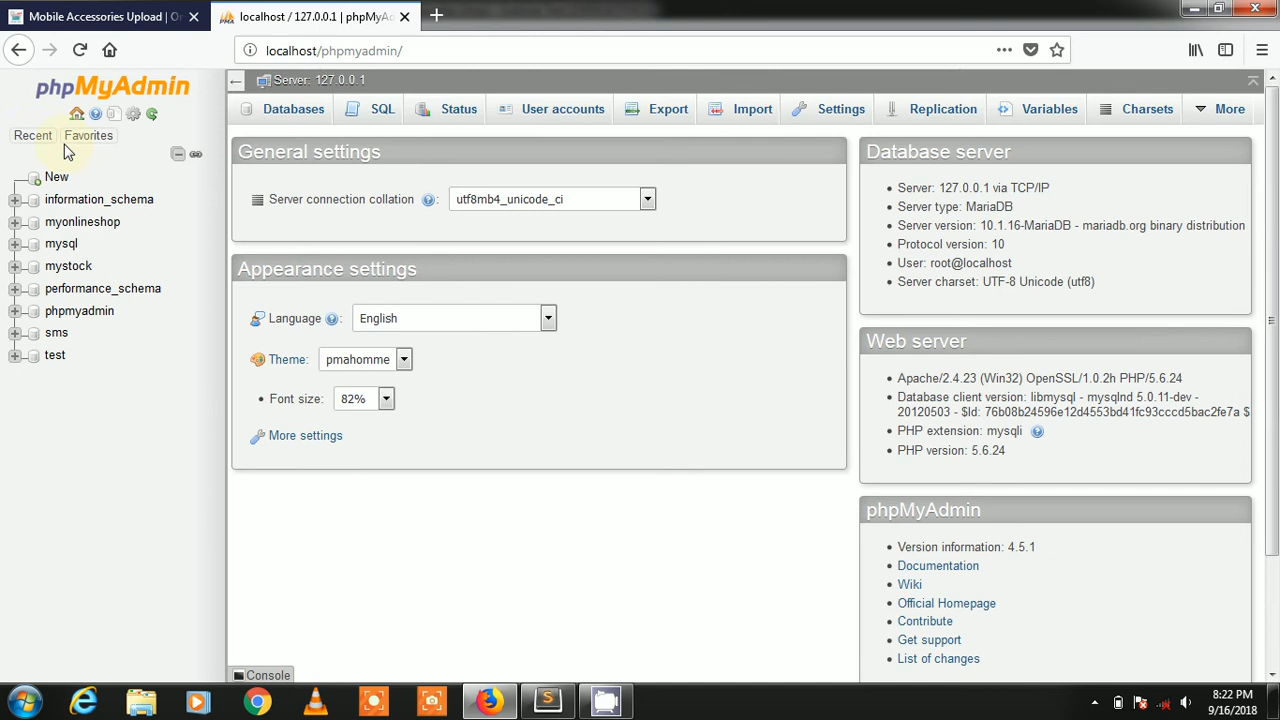 Mobile Accessories Upload | On
localhost / 127.0.0.1 | phpMyAd
localhost/phpmyadmin/
phpMyAdmin
Recent Favorites
New
information_schema
myonlineshop
mysql
mystock
performance_schema
phpmyadmin
sms
test
Server: 127.0.0.1
Databases SQL Status User accounts Export Import Settings Replication Variables Charsets More
General settings
Server connection collation : utf8mb4_unicode_ci
Appearance settings
Language : English
Theme: pmahomme
Font size: 82%
More settings
Database server
Server: 127.0.0.1 via TCP/IP
Server type: MariaDB
Server version: 10.1.16-MariaDB - mariadb.org binary distribution
Protocol version: 10
User: root@localhost
Server charset: UTF-8 Unicode (utf8)
Web server
Apache/2.4.23 (Win32) OpenSSL/1.0.2h PHP/5.6.24
Database client version: libmysql - mysqlnd 5.0.11-dev -
20120503 - $Id: 76b08b24596e12d4553bd41fc93cccd5bac2fe7a $
PHP extension: mysqli
PHP version: 5.6.24
phpMyAdmin
Version information: 4.5.1
Documentation
Wiki
Official Homepage
Contribute
Get support
List of changes
Console
8:22 PM
9/16/2018